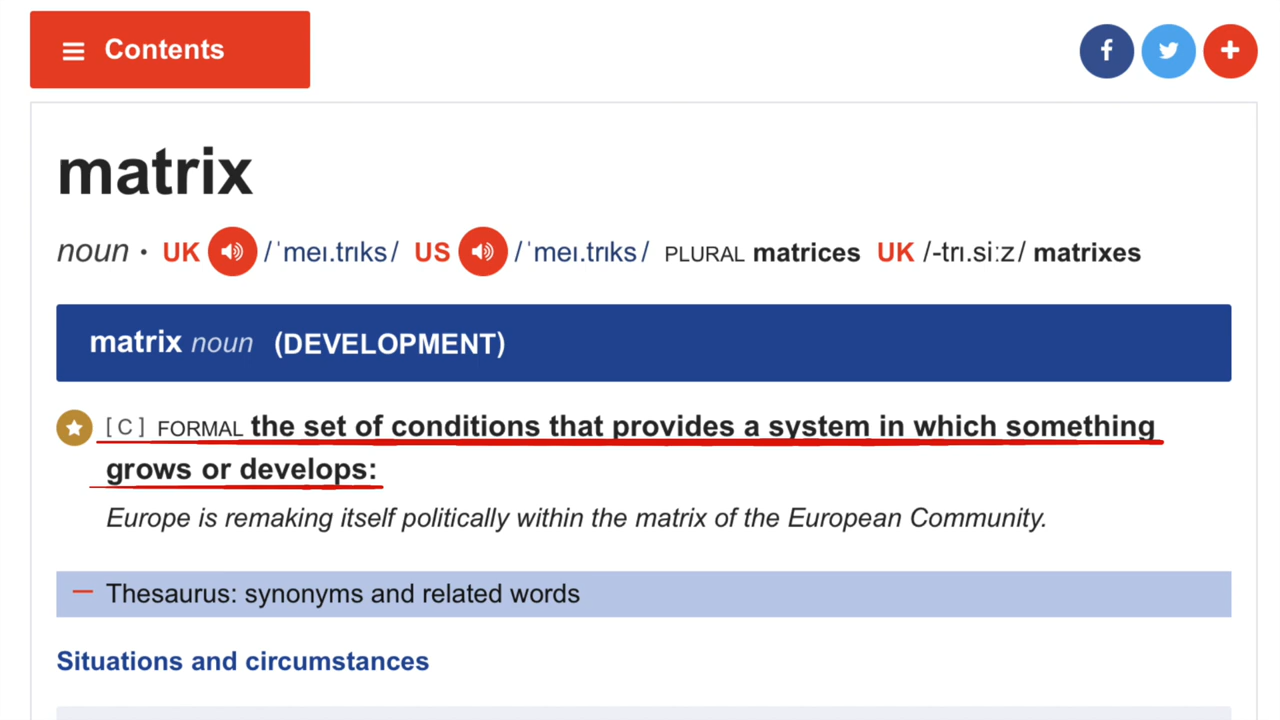 Contents
matrix
noun · UK /ˈmeɪ.trɪks/ US /ˈmeɪ.trɪks/ PLURAL matrices UK /-trɪ.siːz/ matrixes
matrix noun (DEVELOPMENT)
[ C ] FORMAL the set of conditions that provides a system in which something
grows or develops:
Europe is remaking itself politically within the matrix of the European Community.
Thesaurus: synonyms and related words
Situations and circumstances